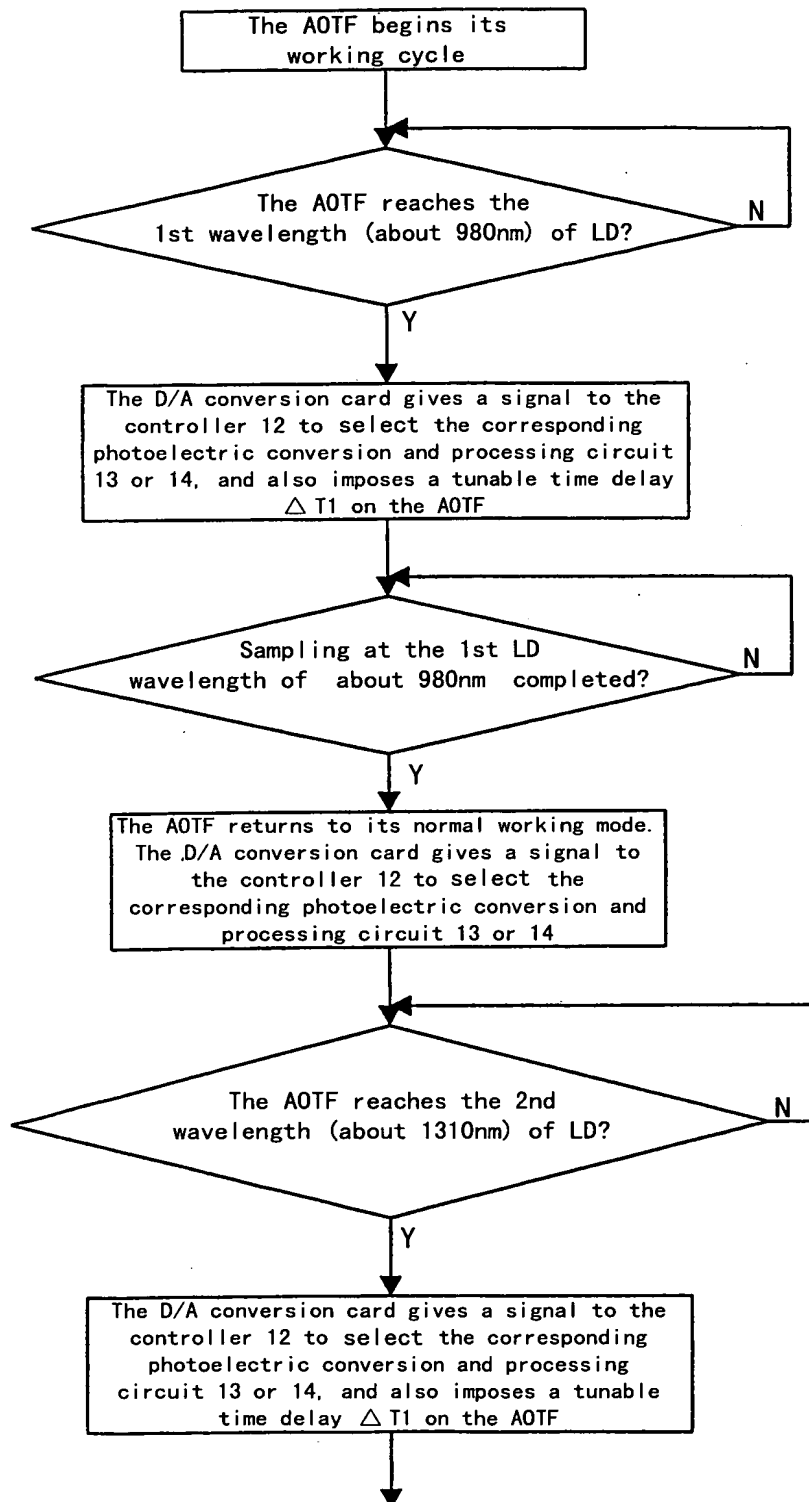 The AOTF begins its
working cycle
The AOTF reaches the
1st wavelength (about 980nm) of LD?
N
Y
The D/A conversion card gives a signal to the
controller 12 to select the corresponding
photoelectric conversion and processing circuit
13 or 14, and also imposes a tunable time delay
△ T1 on the AOTF
Sampling at the 1st LD
wavelength of about 980nm completed?
N
Y
The AOTF returns to its normal working mode.
The D/A conversion card gives a signal to
the controller 12 to select the
corresponding photoelectric conversion and
processing circuit 13 or 14
The AOTF reaches the 2nd
wavelength (about 1310nm) of LD?
N
Y
The D/A conversion card gives a signal to the
controller 12 to select the corresponding
photoelectric conversion and processing
circuit 13 or 14, and also imposes a tunable
time delay △ T1 on the AOTF